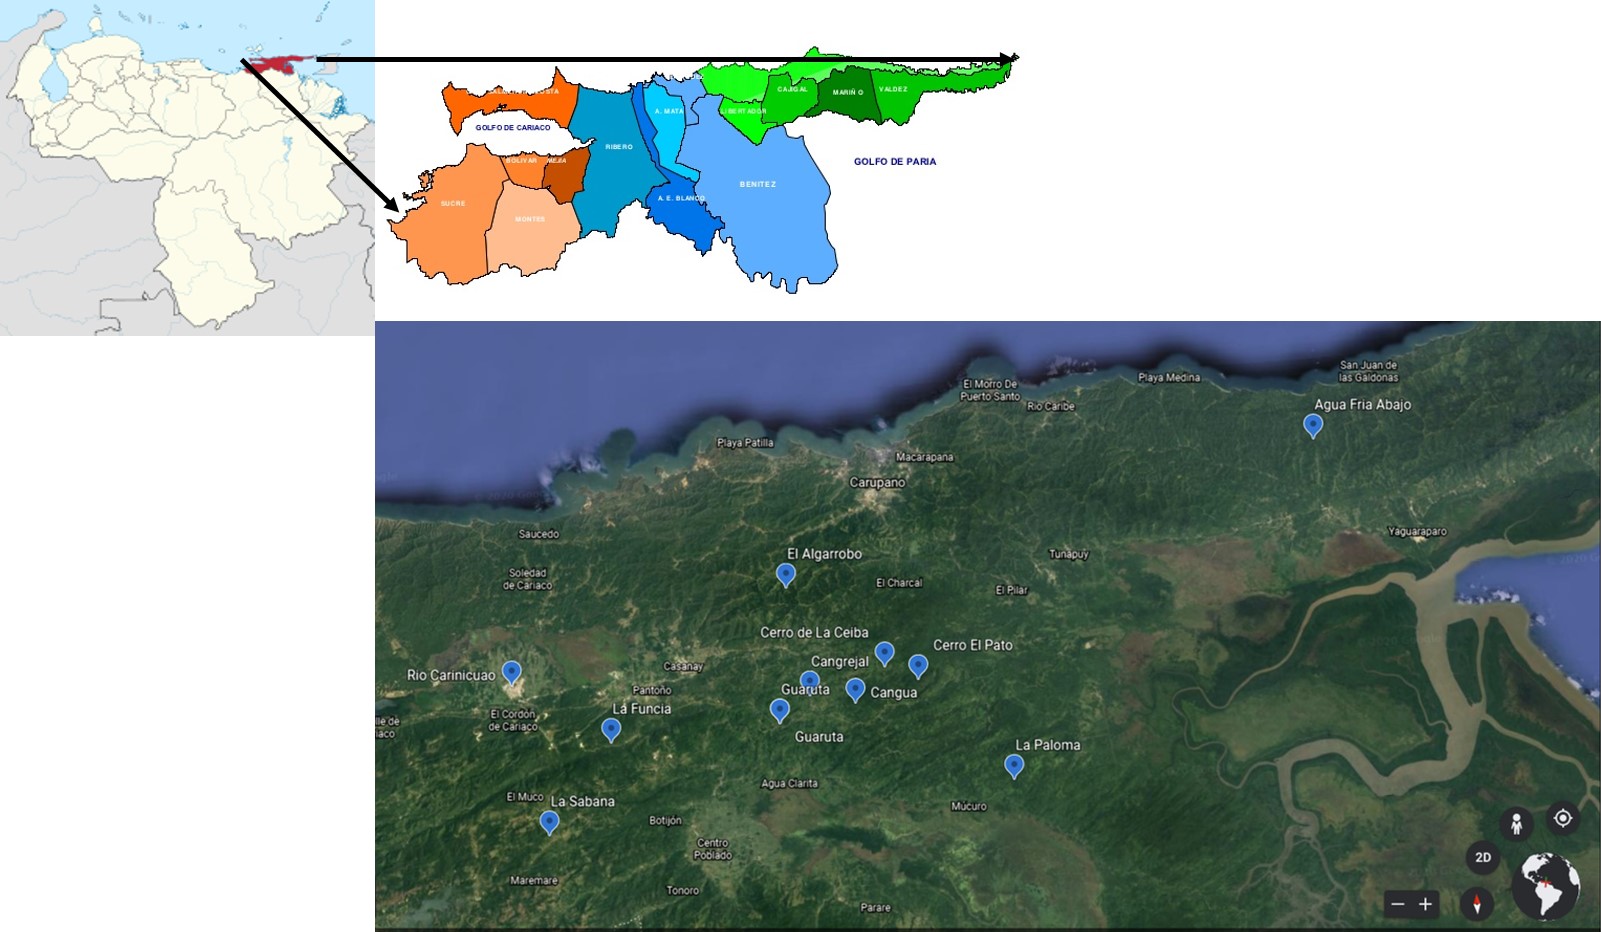 CAJIGAL
MARIÑO
VALDEZ
A. MATA
LIBERTADOR
GOLFO DE CARIACO
RIBERO
BOLIVAR
MEJIA
GOLFO DE PARIA
BENITEZ
SUCRE
A. E. BLANCO
MONTES
San Juan de
las Galdonas
Playa Medina
El Morro De
Puerto Santo
Rio Caribe
Agua Fria Abajo
Playa Patilla
Macarapana
Carupano
Saucedo
Yaguaraparo
El Algarrobo
Tunapuy
Soledad
de Cariaco
El Charcal
El Pilar
Cerro de La Ceiba
Cerro El Pato
Cangrejal
Casanay
Rio Carinicuao
Guaruta
Pantoño
Cangua
La Funcia
El Cordón
de Cariaco
lle de
iaco
Guaruta
La Paloma
Agua Clarita
El Muco
La Sabana
Múcuro
Botijón
Centro
Poblado
2D
Maremare
Tonoro
Parare